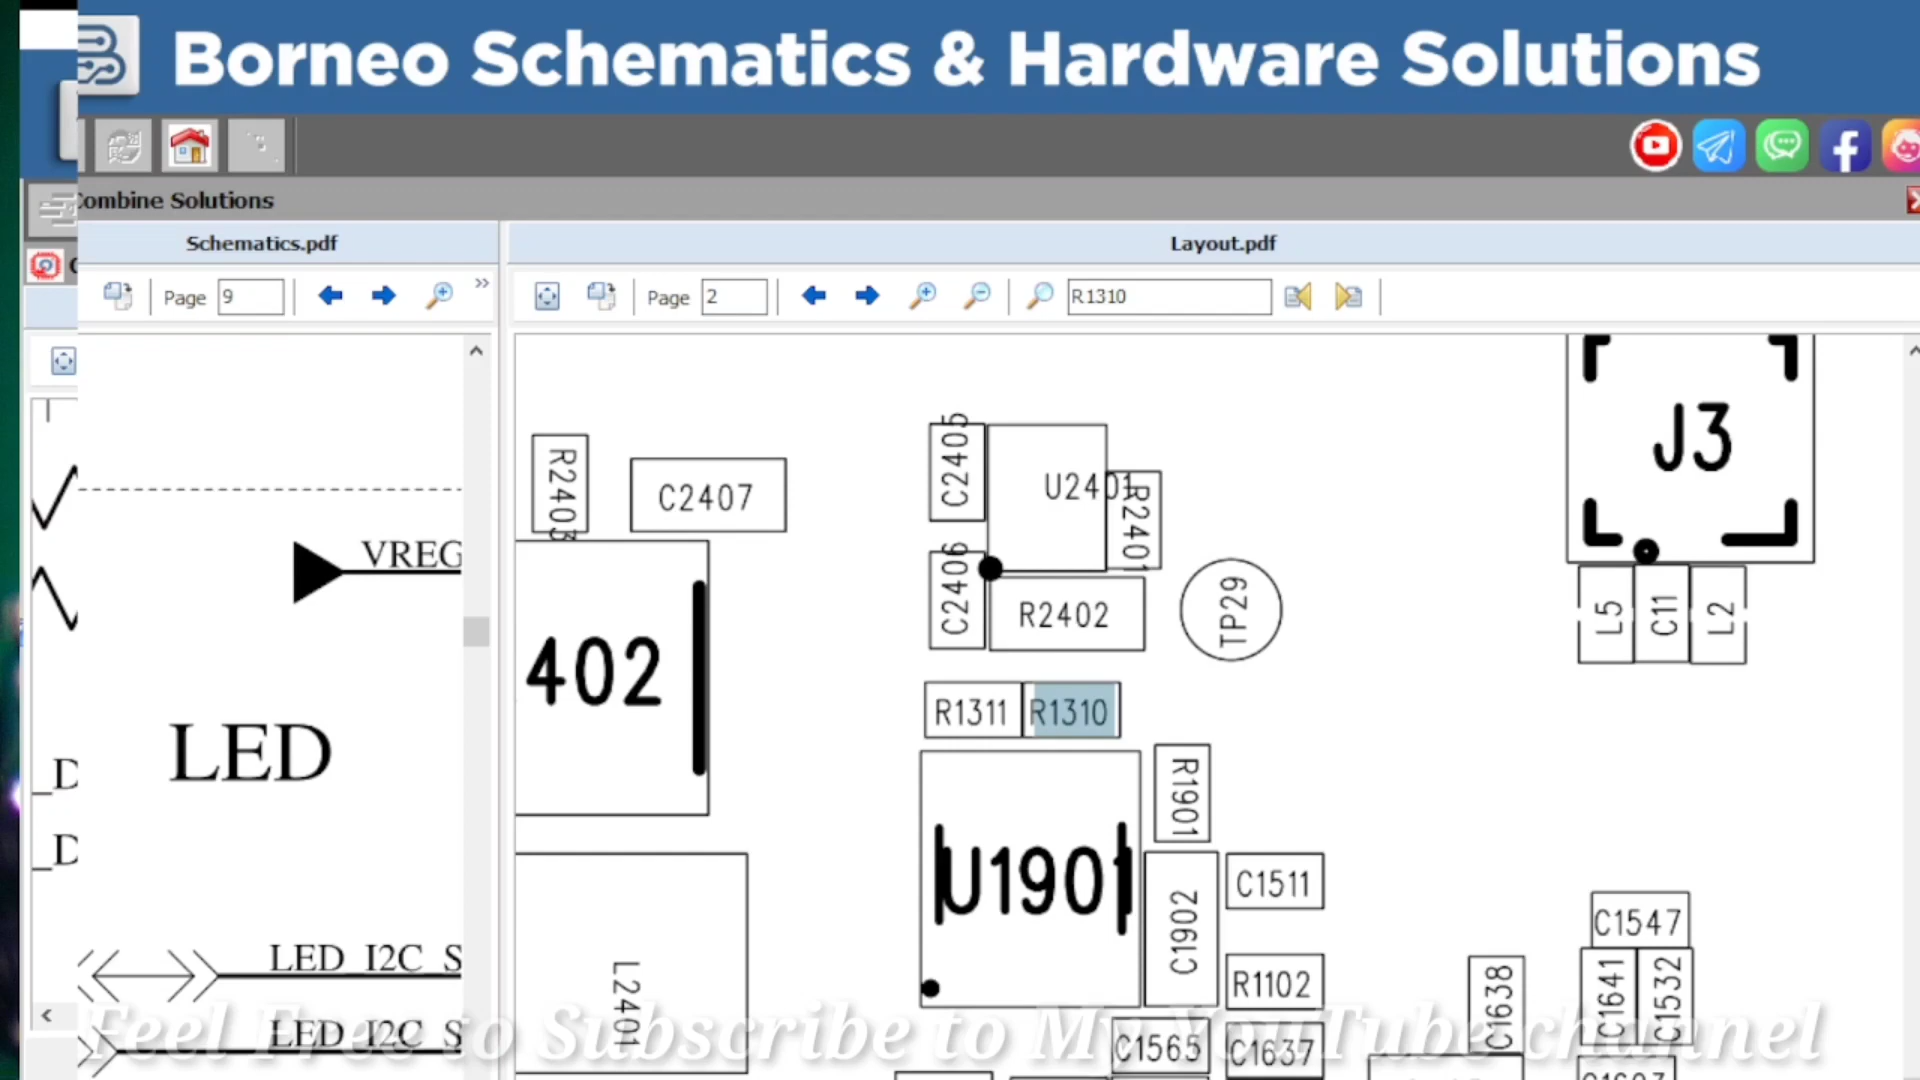 Borneo Schematics & Hardware Solutions
Combine Solutions
Schematics.pdf
Layout.pdf
Page 9
Page 2
R1310
C2405
U2401
R2401
R2403
C2407
C2406
R2402
TP29
J3
L5
C11
L2
VREG
402
R1311
R1310
LED
_D
_D
R1901
U1901
C1902
C1511
C1547
C1641
C1532
C1638
R1102
L2401
LED_I2C_S
LED_I2C_S
C1565
C1637
Feel Free to Subscribe to My YouTube channel